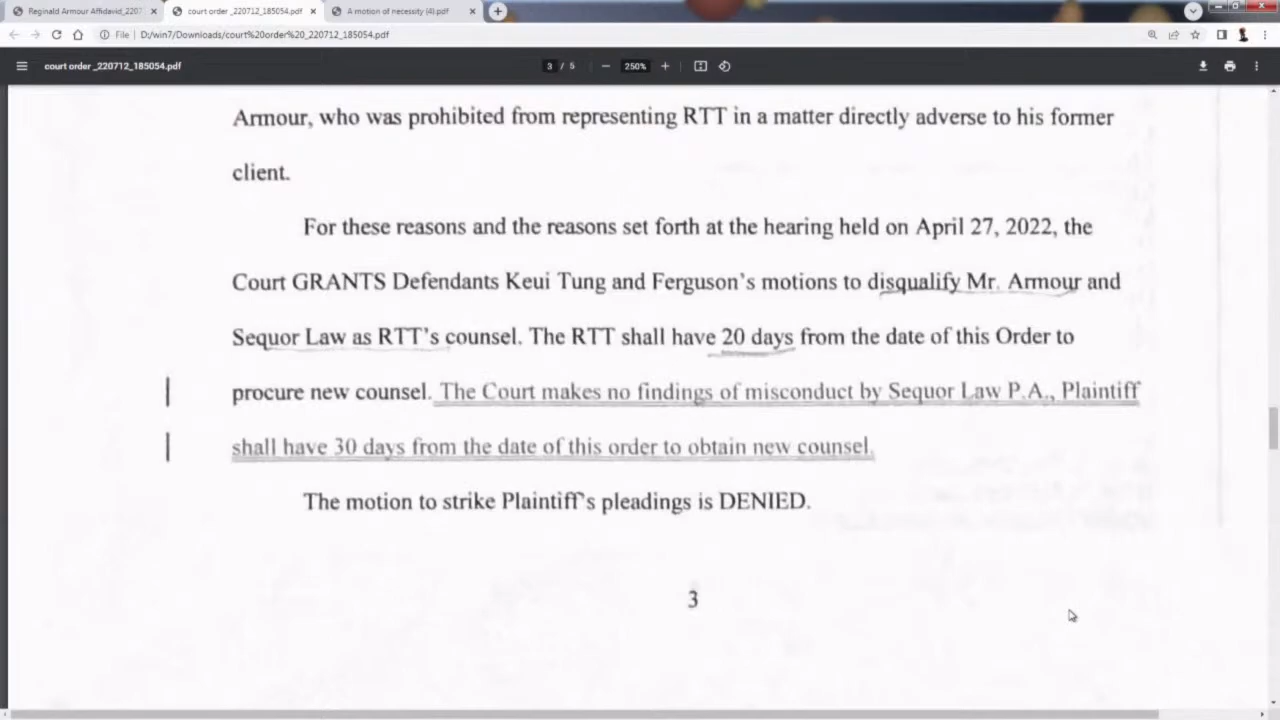 Reginald Armour Affidavid_2207
court order _220712_185054.pdf
A motion of necessity (4).pdf
File | D:/win7/Downloads/court%20order%20_220712_185054.pdf
court order _220712_185054.pdf
3 / 5
250%
Armour, who was prohibited from representing RTT in a matter directly adverse to his former
client.
For these reasons and the reasons set forth at the hearing held on April 27, 2022, the
Court GRANTS Defendants Keui Tung and Ferguson's motions to disqualify Mr. Armour and
Sequor Law as RTT's counsel. The RTT shall have 20 days from the date of this Order to
procure new counsel. The Court makes no findings of misconduct by Sequor Law P.A., Plaintiff
shall have 30 days from the date of this order to obtain new counsel.
The motion to strike Plaintiff's pleadings is DENIED.
3